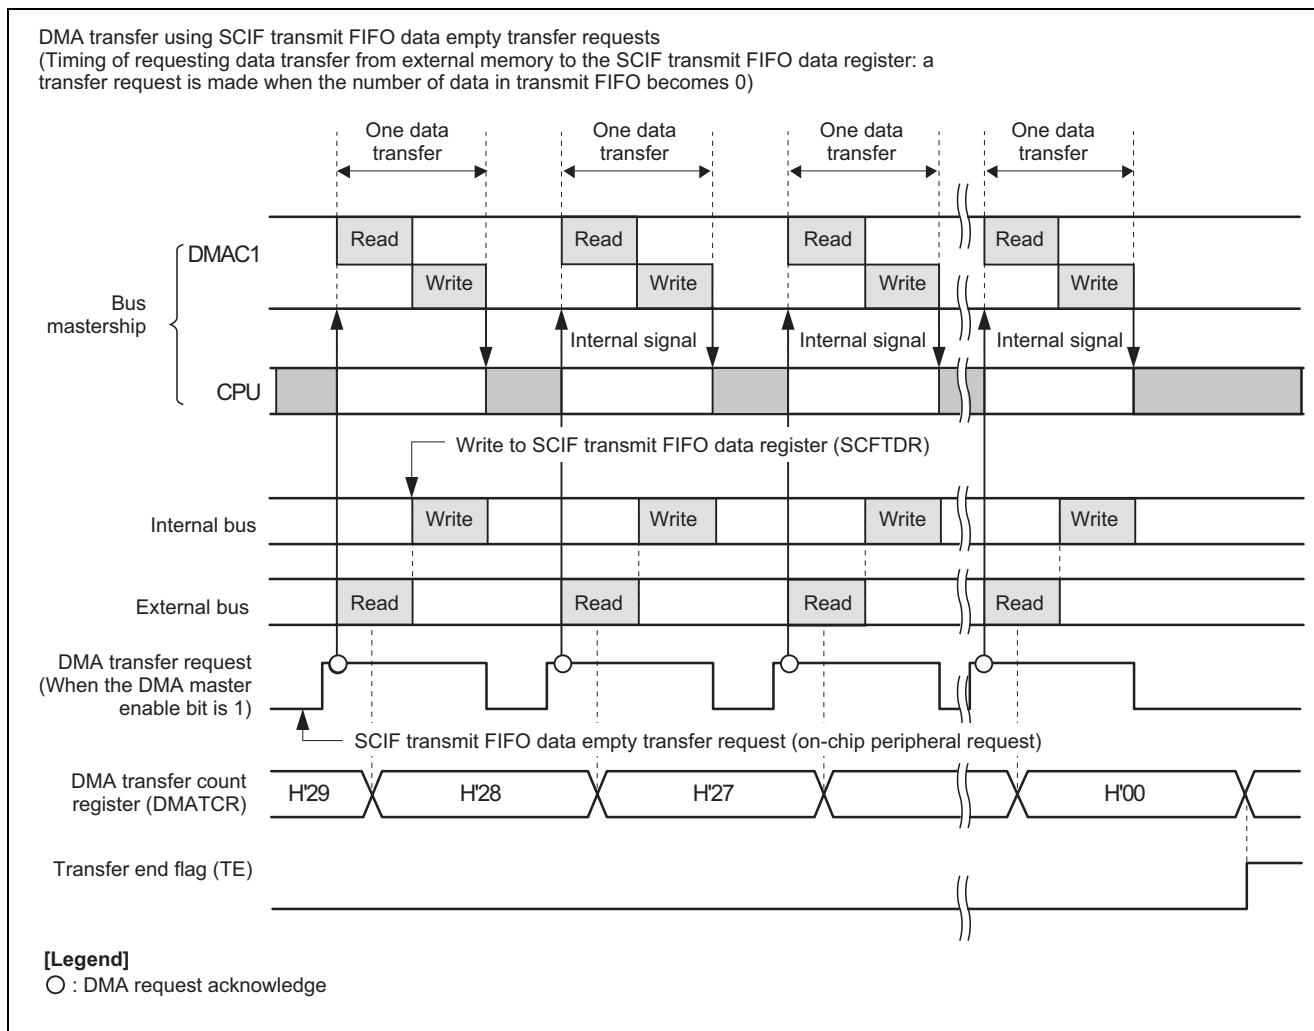 DMA transfer using SCIF transmit FIFO data empty transfer requests
(Timing of requesting data transfer from external memory to the SCIF transmit FIFO data register: a
transfer request is made when the number of data in transmit FIFO becomes 0)
One data
transfer
One data
transfer
One data
transfer
One data
transfer
Bus
mastership
DMAC1
Read
Write
Read
Write
Read
Write
Read
Write
Internal signal
Internal signal
Internal signal
CPU
Write to SCIF transmit FIFO data register (SCFTDR)
Internal bus
Write
Write
Write
Write
External bus
Read
Read
Read
Read
DMA transfer request
(When the DMA master
enable bit is 1)
SCIF transmit FIFO data empty transfer request (on-chip peripheral request)
DMA transfer count
register (DMATCR)
H'29
H'28
H'27
H'00
Transfer end flag (TE)
[Legend]
: DMA request acknowledge